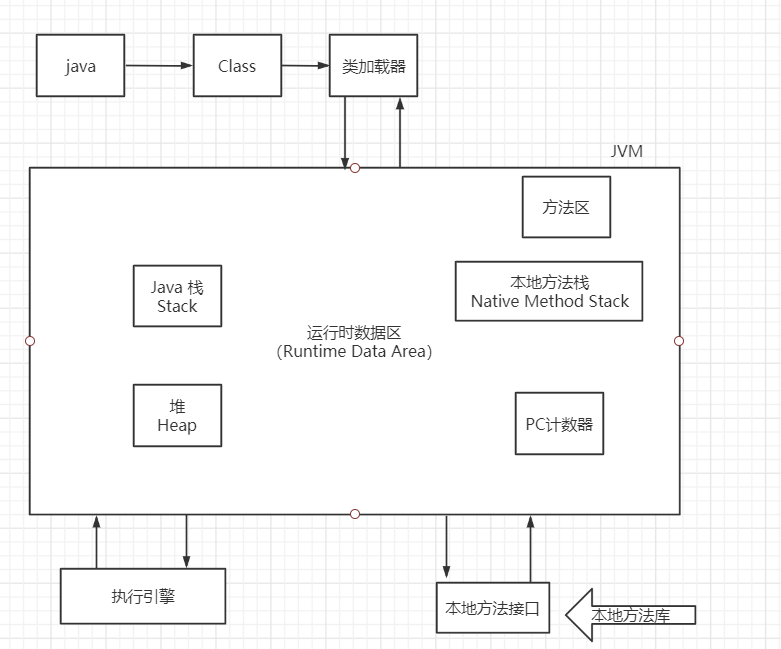 java
Class
类加载器
JVM
方法区
Java 栈
Stack
本地方法栈
Native Method Stack
运行时数据区
（Runtime Data Area）
堆
Heap
PC计数器
执行引擎
本地方法接口
本地方法库